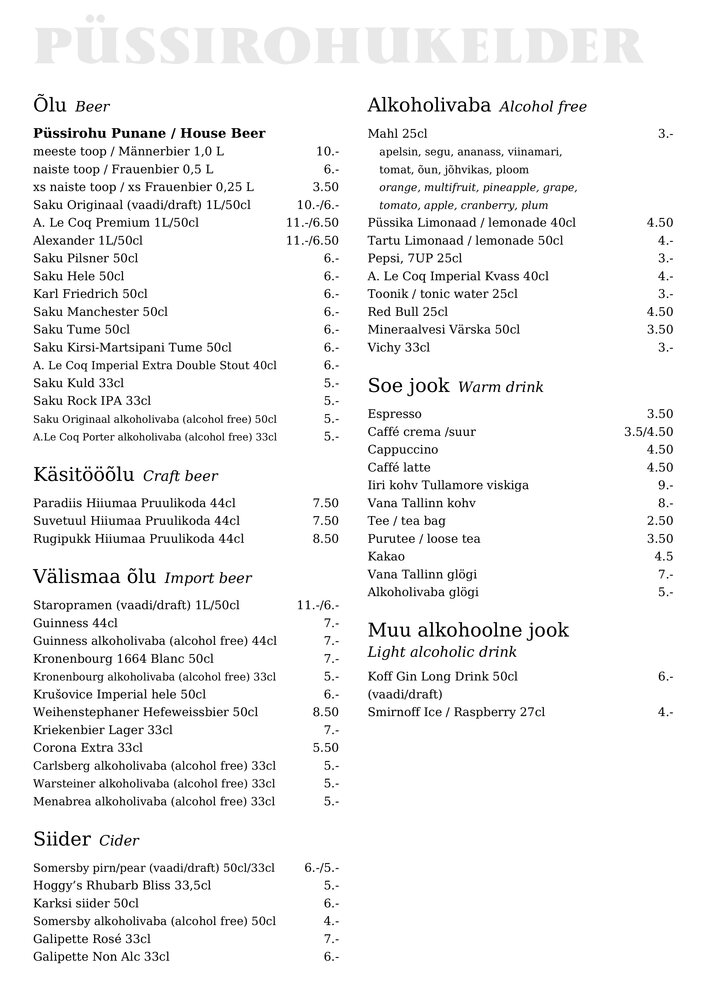 PÜSSIROHUKELDER
Õlu Beer
Püssirohu Punane / House Beer
meeste toop / Männerbier 1,0 L 10.-
naiste toop / Frauenbier 0,5 L 6.-
xs naiste toop / xs Frauenbier 0,25 L 3.50
Saku Originaal (vaadi/draft) 1L/50cl 10.-/6.-
A. Le Coq Premium 1L/50cl 11.-/6.50
Alexander 1L/50cl 11.-/6.50
Saku Pilsner 50cl 6.-
Saku Hele 50cl 6.-
Karl Friedrich 50cl 6.-
Saku Manchester 50cl 6.-
Saku Tume 50cl 6.-
Saku Kirsi-Martsipani Tume 50cl 6.-
A. Le Coq Imperial Extra Double Stout 40cl 6.-
Saku Kuld 33cl 5.-
Saku Rock IPA 33cl 5.-
Saku Originaal alkoholivaba (alcohol free) 50cl 5.-
A.Le Coq Porter alkoholivaba (alcohol free) 33cl 5.-
Käsitööõlu Craft beer
Paradiis Hiiumaa Pruulikoda 44cl 7.50
Suvetuul Hiiumaa Pruulikoda 44cl 7.50
Rugipukk Hiiumaa Pruulikoda 44cl 8.50
Välismaa õlu Import beer
Staropramen (vaadi/draft) 1L/50cl 11.-/6.-
Guinness 44cl 7.-
Guinness alkoholivaba (alcohol free) 44cl 7.-
Kronenbourg 1664 Blanc 50cl 7.-
Kronenbourg alkoholivaba (alcohol free) 33cl 5.-
Krušovice Imperial hele 50cl 6.-
Weihenstephaner Hefeweissbier 50cl 8.50
Kriekenbier Lager 33cl 7.-
Corona Extra 33cl 5.50
Carlsberg alkoholivaba (alcohol free) 33cl 5.-
Warsteiner alkoholivaba (alcohol free) 33cl 5.-
Menabrea alkoholivaba (alcohol free) 33cl 5.-
Siider Cider
Somersby pirn/pear (vaadi/draft) 50cl/33cl 6.-/5.-
Hoggy’s Rhubarb Bliss 33,5cl 5.-
Karksi siider 50cl 6.-
Somersby alkoholivaba (alcohol free) 50cl 4.-
Galipette Rosé 33cl 7.-
Galipette Non Alc 33cl 6.-
Alkoholivaba Alcohol free
Mahl 25cl 3.-
apelsin, segu, ananass, viinamari,
tomat, õun, jõhvikas, ploom
orange, multifruit, pineapple, grape,
tomato, apple, cranberry, plum
Püssika Limonaad / lemonade 40cl 4.50
Tartu Limonaad / lemonade 50cl 4.-
Pepsi, 7UP 25cl 3.-
A. Le Coq Imperial Kvass 40cl 4.-
Toonik / tonic water 25cl 3.-
Red Bull 25cl 4.50
Mineraalvesi Värska 50cl 3.50
Vichy 33cl 3.-
Soe jook Warm drink
Espresso 3.50
Caffé crema /suur 3.5/4.50
Cappuccino 4.50
Caffé latte 4.50
Iiri kohv Tullamore viskiga 9.-
Vana Tallinn kohv 8.-
Tee / tea bag 2.50
Purutee / loose tea 3.50
Kakao 4.5
Vana Tallinn glögi 7.-
Alkoholivaba glögi 5.-
Muu alkohoolne jook
Light alcoholic drink
Koff Gin Long Drink 50cl 6.-
(vaadi/draft)
Smirnoff Ice / Raspberry 27cl 4.-